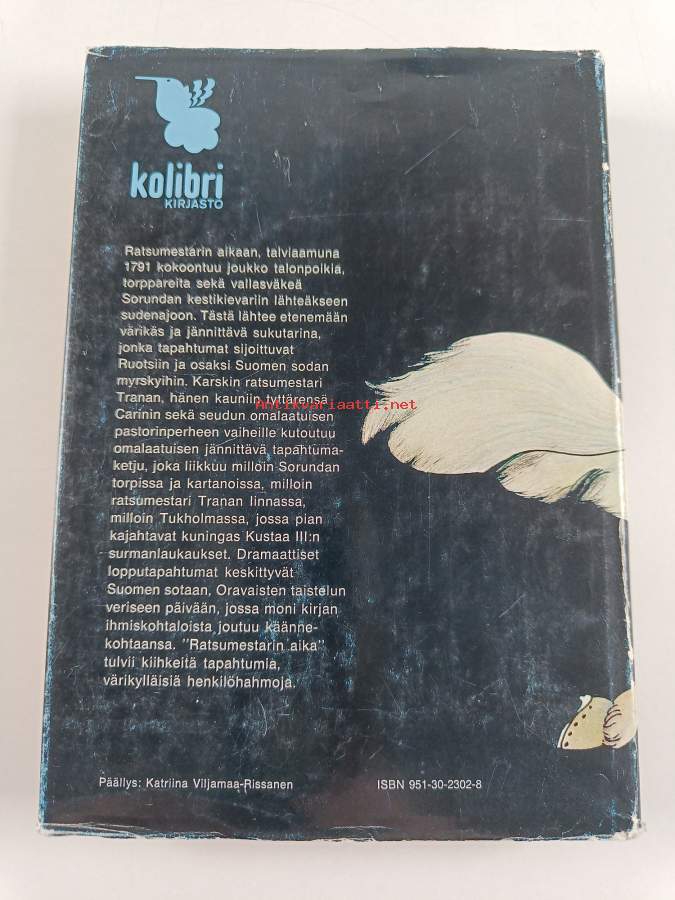 kolibri
KIRJASTO
Ratsumestarin aikaan, talviaamuna
1791 kokoontuu joukko talonpoikia,
torppareita sekä vallasväkeä
Sorundan kestikievariin lähteäkseen
sudenajoon. Tästä lähtee etenemään
värikäs ja jännittävä sukutarina,
jonka tapahtumat sijoittuvat
Ruotsiin ja osaksi Suomen sodan
myrskyihin. Karskin ratsumestari
Tranan, hänen kauniin tyttärensä
Antikvariaatti.net
Carinin sekä seudun omalaatuisen
pastorinperheen vaiheille kutoutuu
omalaatuisen jännittävä tapahtuma-
ketju, joka liikkuu milloin Sorundan
torpissa ja kartanoissa, milloin
ratsumestari Tranan linnassa,
milloin Tukholmassa, jossa pian
kajahtavat kuningas Kustaa III:n
surmanlaukaukset. Dramaattiset
lopputapahtumat keskittyvät
Suomen sotaan, Oravaisten taistelun
veriseen päivään, jossa moni kirjan
ihmiskohtaloista joutuu käänne-
kohtaansa. "Ratsumestarin aika"
tulvii kiihkeitä tapahtumia,
värikylläisiä henkilöhahmoja.
Päällys: Katriina Viljamaa-Rissanen
ISBN 951-30-2302-8